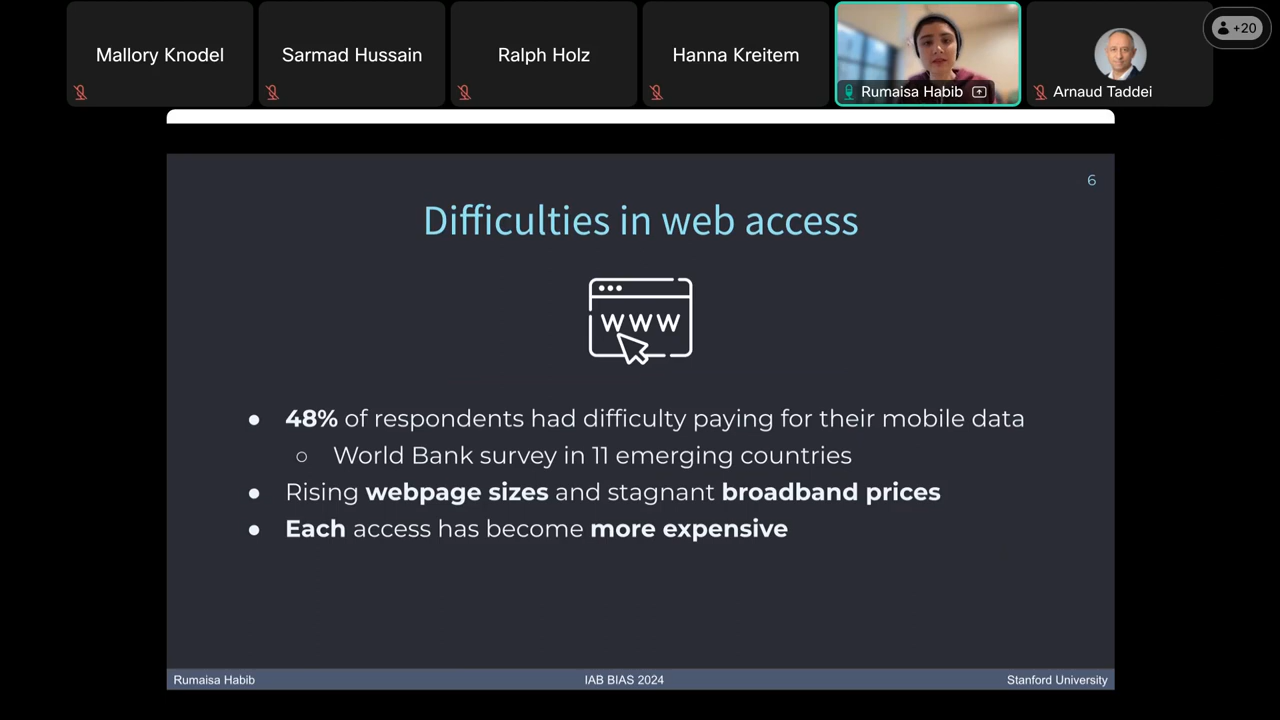 Mallory Knodel
Sarmad Hussain
Ralph Holz
Hanna Kreitem
Rumaisa Habib
Arnaud Taddei
+20
6
Difficulties in web access
WWW
● 48% of respondents had difficulty paying for their mobile data
○ World Bank survey in 11 emerging countries
● Rising webpage sizes and stagnant broadband prices
● Each access has become more expensive
Rumaisa Habib
IAB BIAS 2024
Stanford University